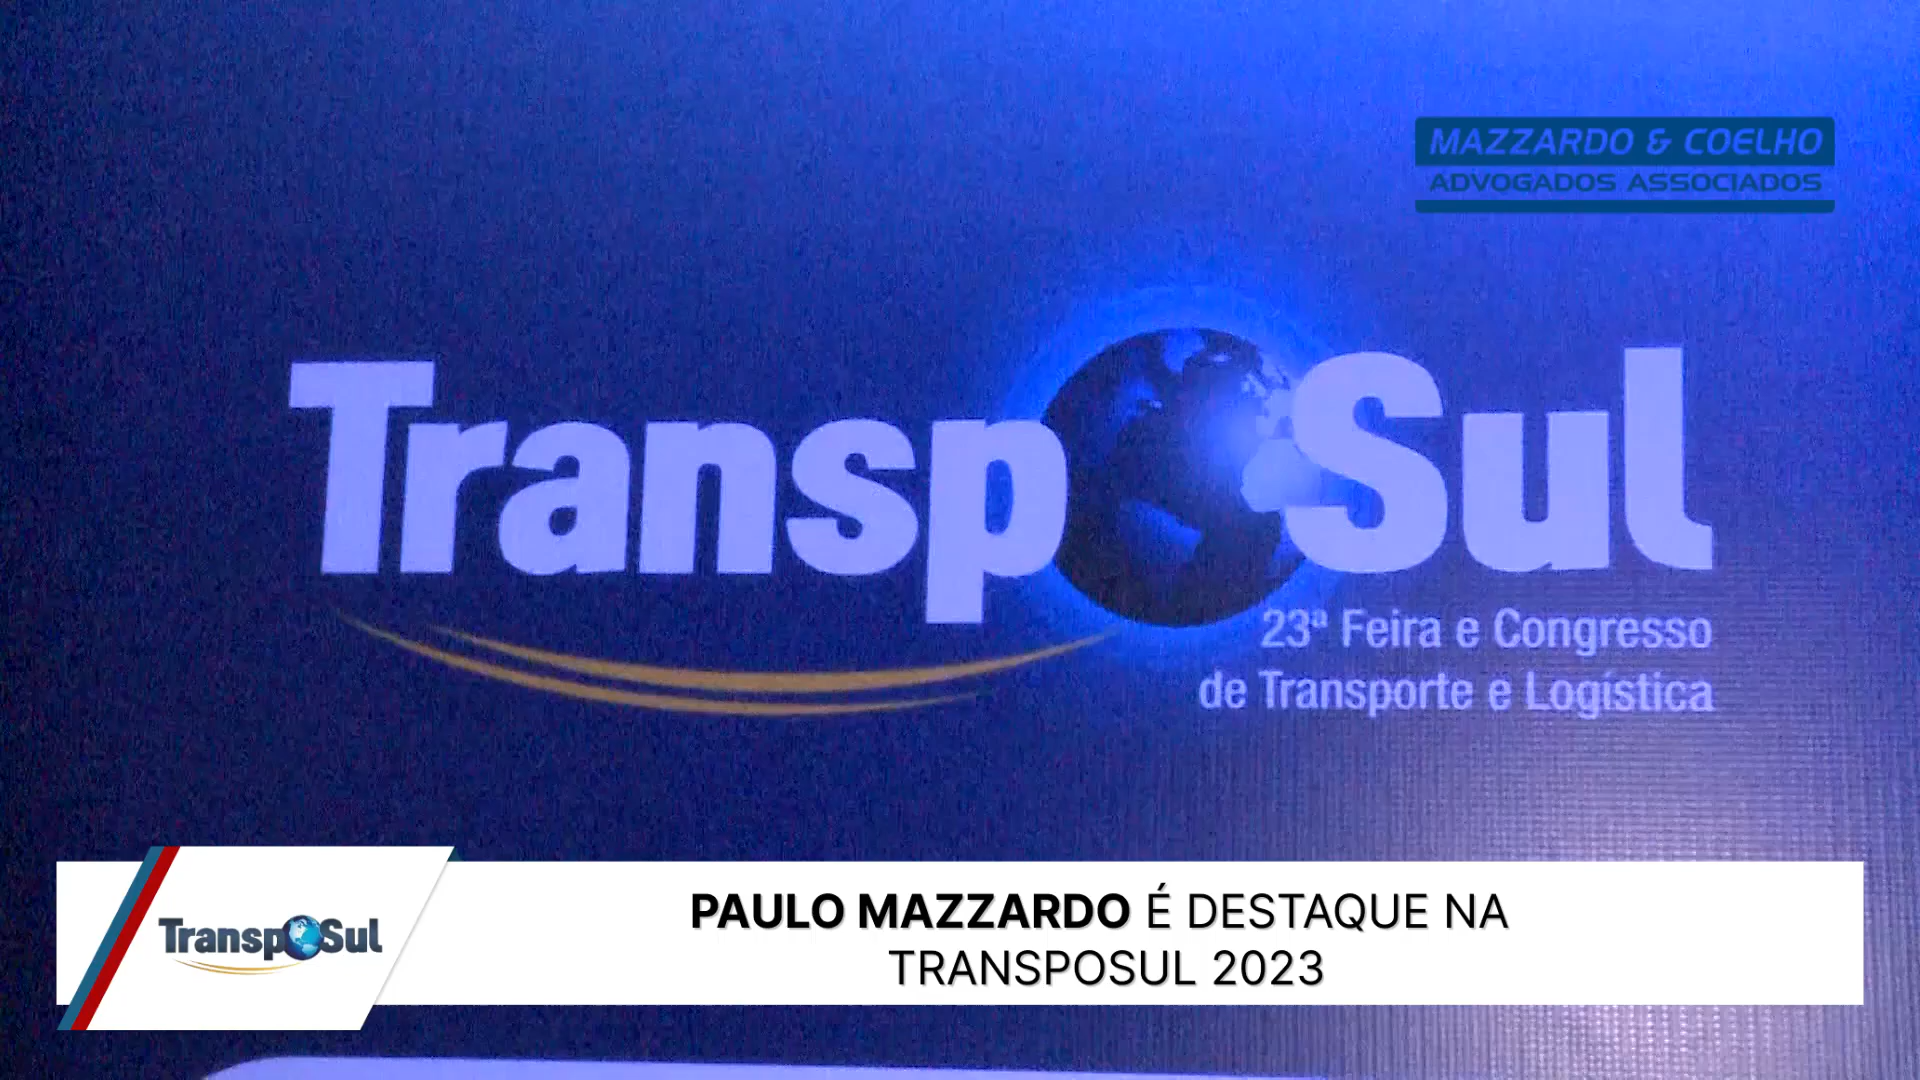 MAZZARDO & COELHO
ADVOGADOS ASSOCIADOS
TranspoSul
23ª Feira e Congresso
de Transporte e Logística
TranspoSul
PAULO MAZZARDO É DESTAQUE NA
TRANSPOSUL 2023